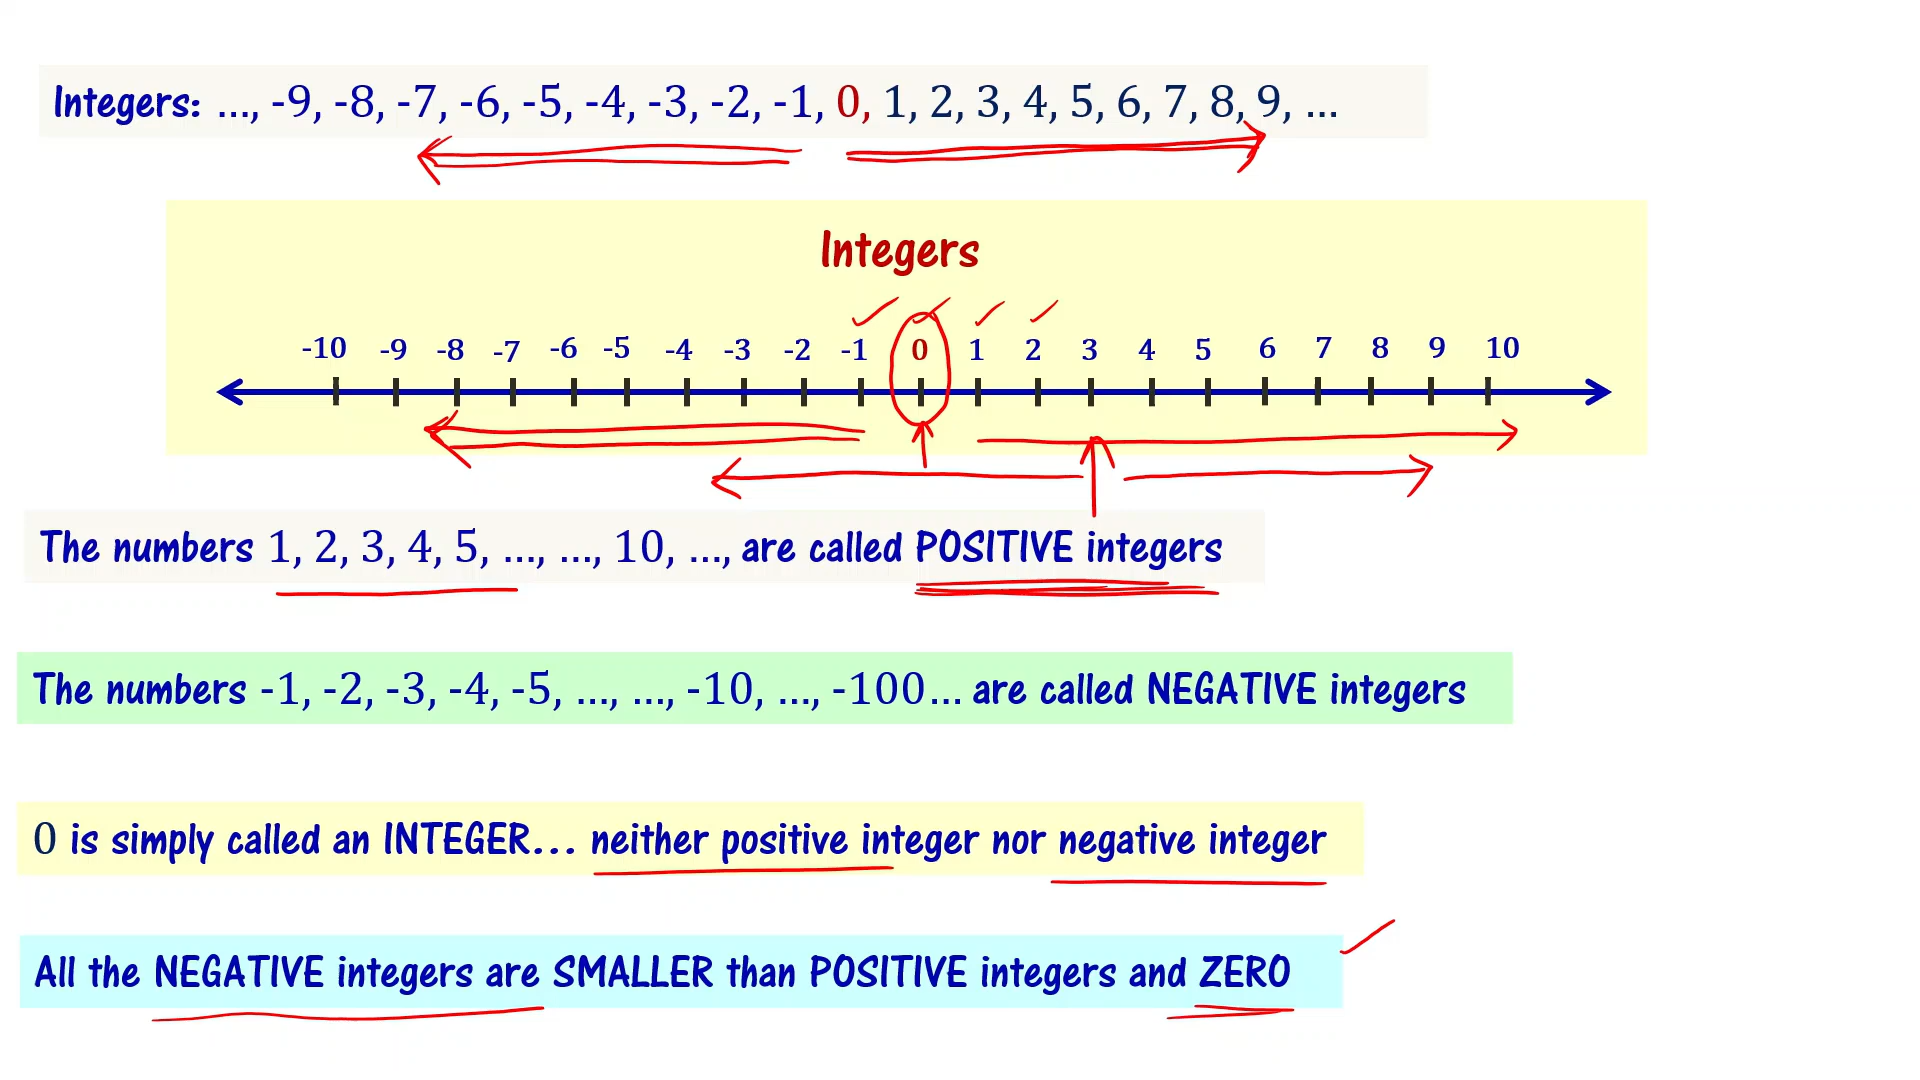 Integers: ..., -9, -8, -7, -6, -5, -4, -3, -2, -1, 0, 1, 2, 3, 4, 5, 6, 7, 8, 9, ...
Integers
-10 -9 -8 -7 -6 -5 -4 -3 -2 -1 0 1 2 3 4 5 6 7 8 9 10
The numbers 1, 2, 3, 4, 5, ..., ..., 10, ..., are called POSITIVE integers
The numbers -1, -2, -3, -4, -5, ..., ..., -10, ..., -100... are called NEGATIVE integers
0 is simply called an INTEGER... neither positive integer nor negative integer
All the NEGATIVE integers are SMALLER than POSITIVE integers and ZERO